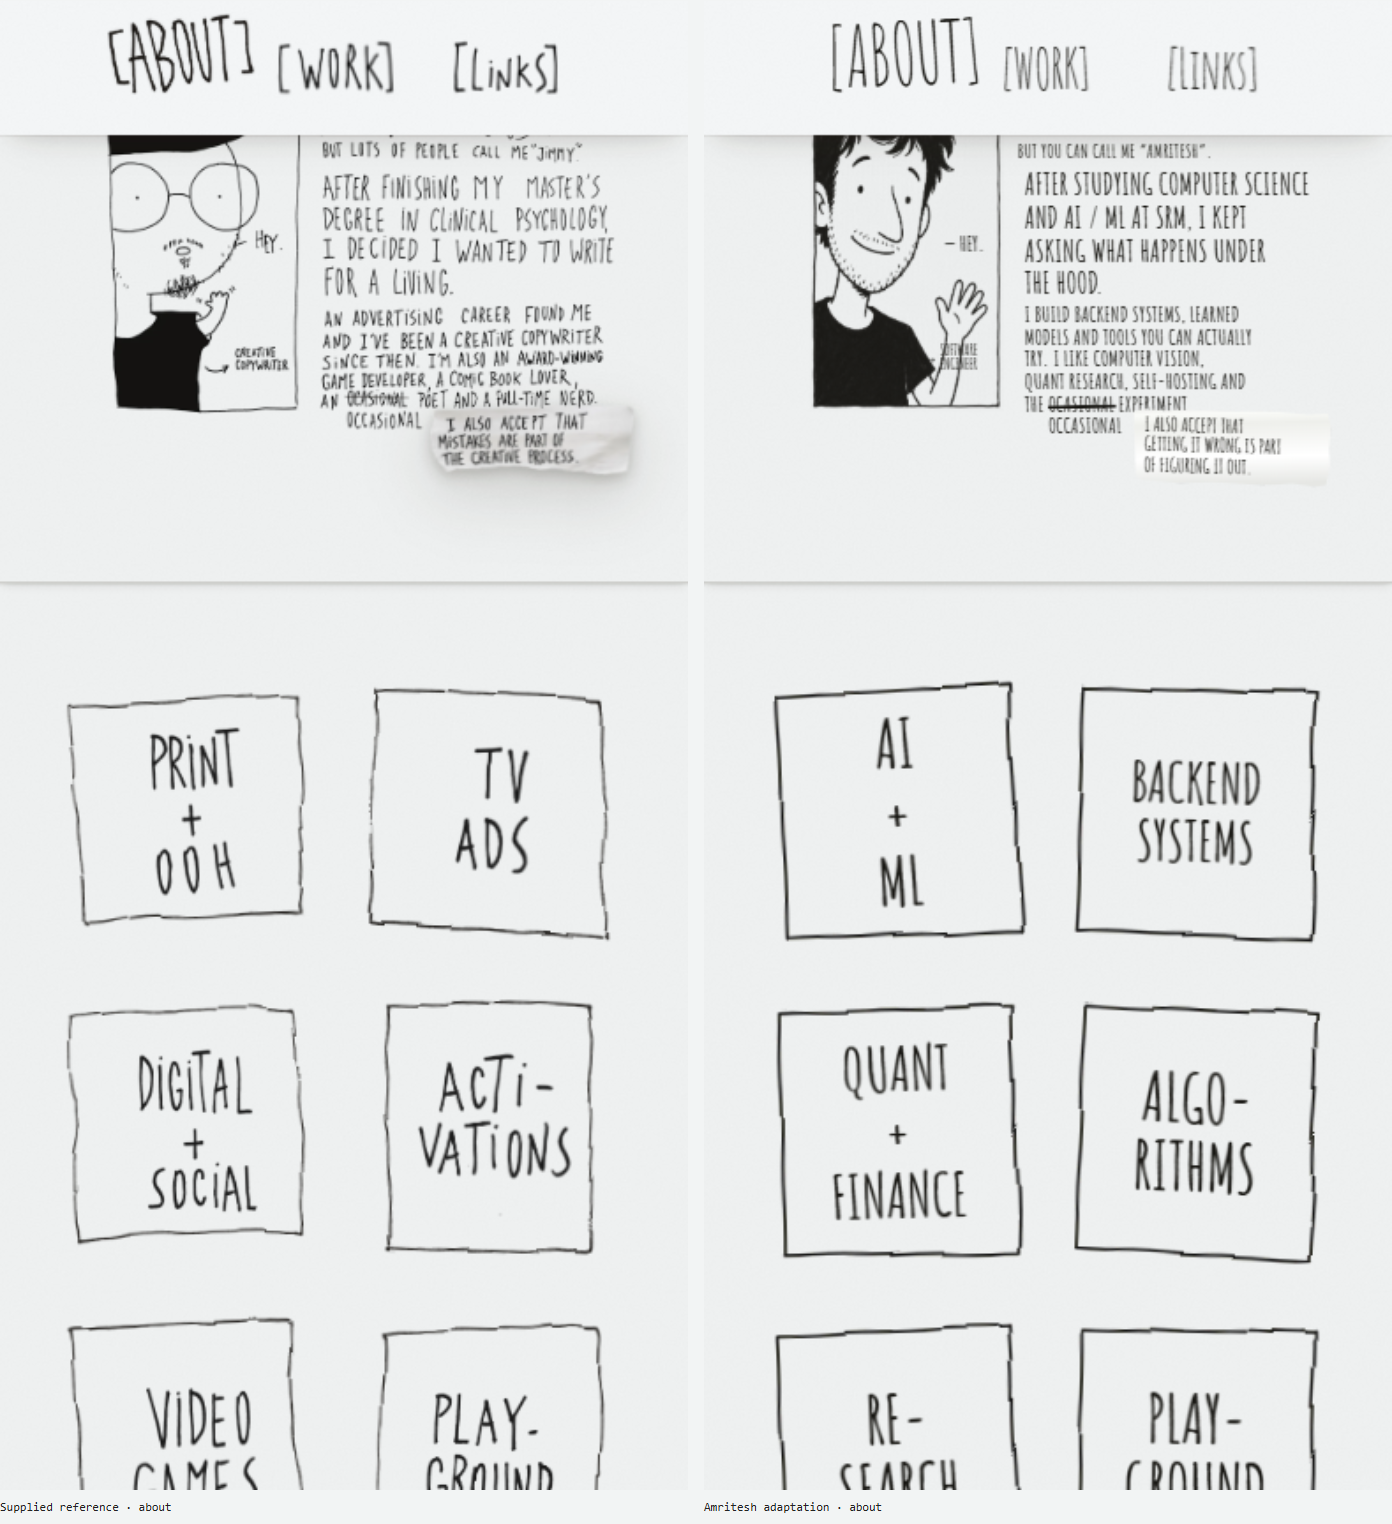 [ABOUT] [WORK] [LiNKS]
BUT LOTS OF PEOPLE CALL ME "JiMMY".
AFTER FiNiSHiNG MY MASTER'S
DEGREE IN CLiNiCAL PSYCHOLOGY,
I DECiDED I WANTED TO WRiTE
FOR A LiViNG.
HEY.
AN ADVERTiSiNG CAREER FOUND ME
AND I'VE BEEN A CREATiVE COPYWRiTER
SiNCE THEN. I'M ALSO AN AWARD-WiNNiNG
GAME DEVELOPER, A COMiC BOOK LOVER,
AN OCASIONAL POET AND A FULL-TiME NERD.
OCCASIONAL
CREATiVE
COPYWRiTER
I ALSO ACCEPT THAT
MiSTAKES ARE PART OF
THE CREATiVE PROCESS.
PRiNT
+
OOH
TV
ADS
DiGiTAL
+
SOCiAL
ACTi-
VATiONS
ViDEO
GAMES
PLAY-
GROUND
Supplied reference · about
[ABOUT] [WORK] [LINKS]
BUT YOU CAN CALL ME "AMRITESH".
AFTER STUDYING COMPUTER SCIENCE
AND AI / ML AT SRM, I KEPT
ASKING WHAT HAPPENS UNDER
THE HOOD.
— HEY.
I BUILD BACKEND SYSTEMS, LEARNED
MODELS AND TOOLS YOU CAN ACTUALLY
TRY. I LIKE COMPUTER VISION,
QUANT RESEARCH, SELF-HOSTING AND
THE OCASIONAL EXPERIMENT
OCCASIONAL
SOFTWARE
ENGINEER
I ALSO ACCEPT THAT
GETTING IT WRONG IS PART
OF FIGURING IT OUT.
AI
+
ML
BACKEND
SYSTEMS
QUANT
+
FINANCE
ALGO-
RITHMS
RE-
SEARCH
PLAY-
GROUND
Amritesh adaptation · about